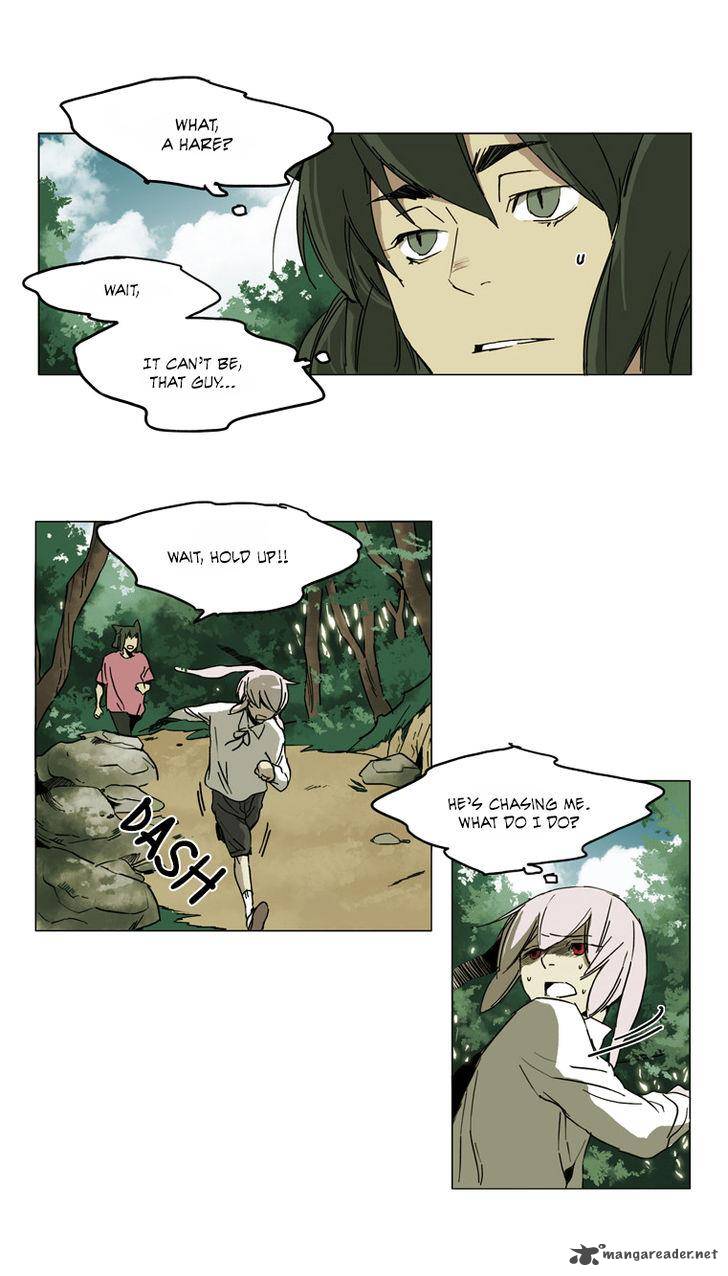 WHAT,
A HARE?
WAIT,
IT CAN'T BE,
THAT GUY...
WAIT, HOLD UP!!
DASH
HE'S CHASING ME.
WHAT DO I DO?
mangareader.net